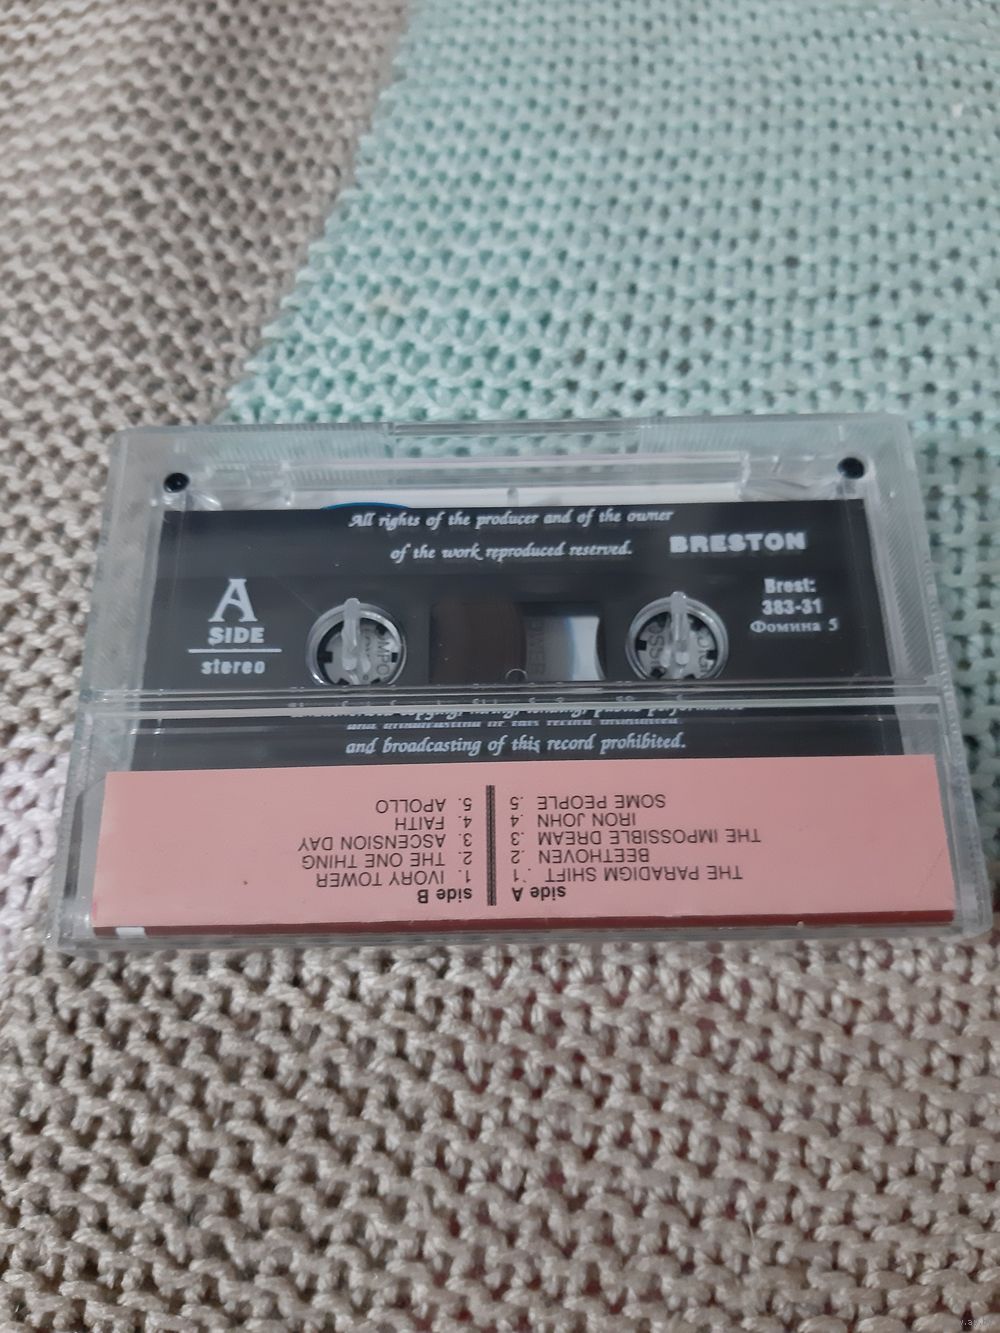 All rights of the producer and of the owner
of the work reproduced reserved.
BRESTON
A
SIDE
stereo
Brest:
383-31
Фомина 5
and broadcasting of this record prohibited.
side A
1. THE PARADIGM SHIFT
2. BEETHOVEN
3. THE IMPOSSIBLE DREAM
4. IRON JOHN
5. SOME PEOPLE
side B
1. IVORY TOWER
2. THE ONE THING
3. ASCENSION DAY
4. FAITH
5. APOLLO